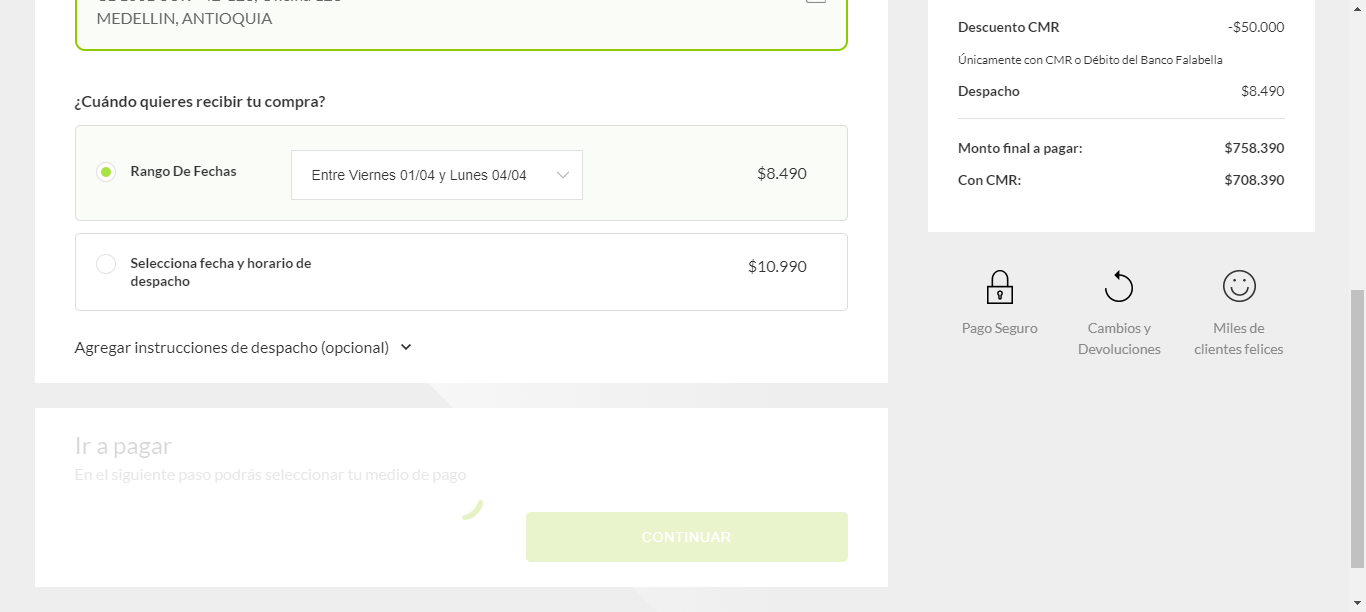 MEDELLIN, ANTIOQUIA
¿Cuándo quieres recibir tu compra?
Rango De Fechas
Entre Viernes 01/04 y Lunes 04/04
$8.490
Selecciona fecha y horario de
despacho
$10.990
Agregar instrucciones de despacho (opcional)
Ir a pagar
En el siguiente paso podrás seleccionar tu medio de pago
CONTINUAR
Descuento CMR
-$50.000
Únicamente con CMR o Débito del Banco Falabella
Despacho
$8.490
Monto final a pagar:
$758.390
Con CMR:
$708.390
Pago Seguro
Cambios y
Devoluciones
Miles de
clientes felices